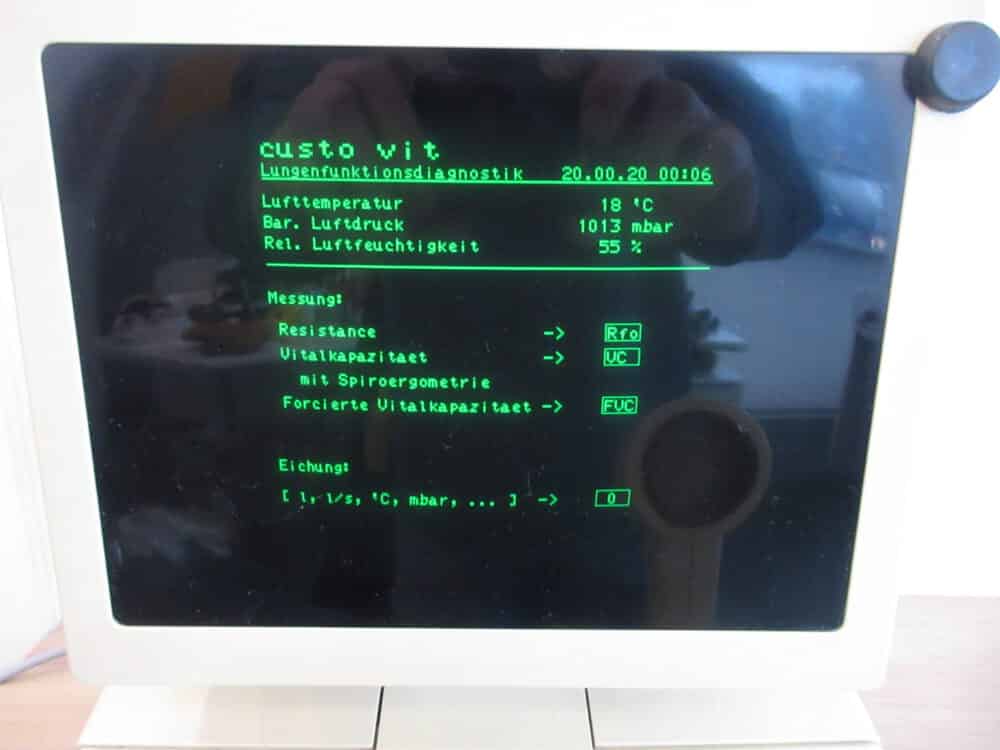 custo vit
Lungenfunktionsdiagnostik 20.00.20 00:06
Lufttemperatur 18 °C
Bar. Luftdruck 1013 mbar
Rel. Luftfeuchtigkeit 55 %
Messung:
Resistance -> Rfo
Vitalkapazitaet -> VC
mit Spiroergometrie
Forcierte Vitalkapazitaet -> FVC
Eichung:
[ l, l/s, °C, mbar, ... ] -> 0